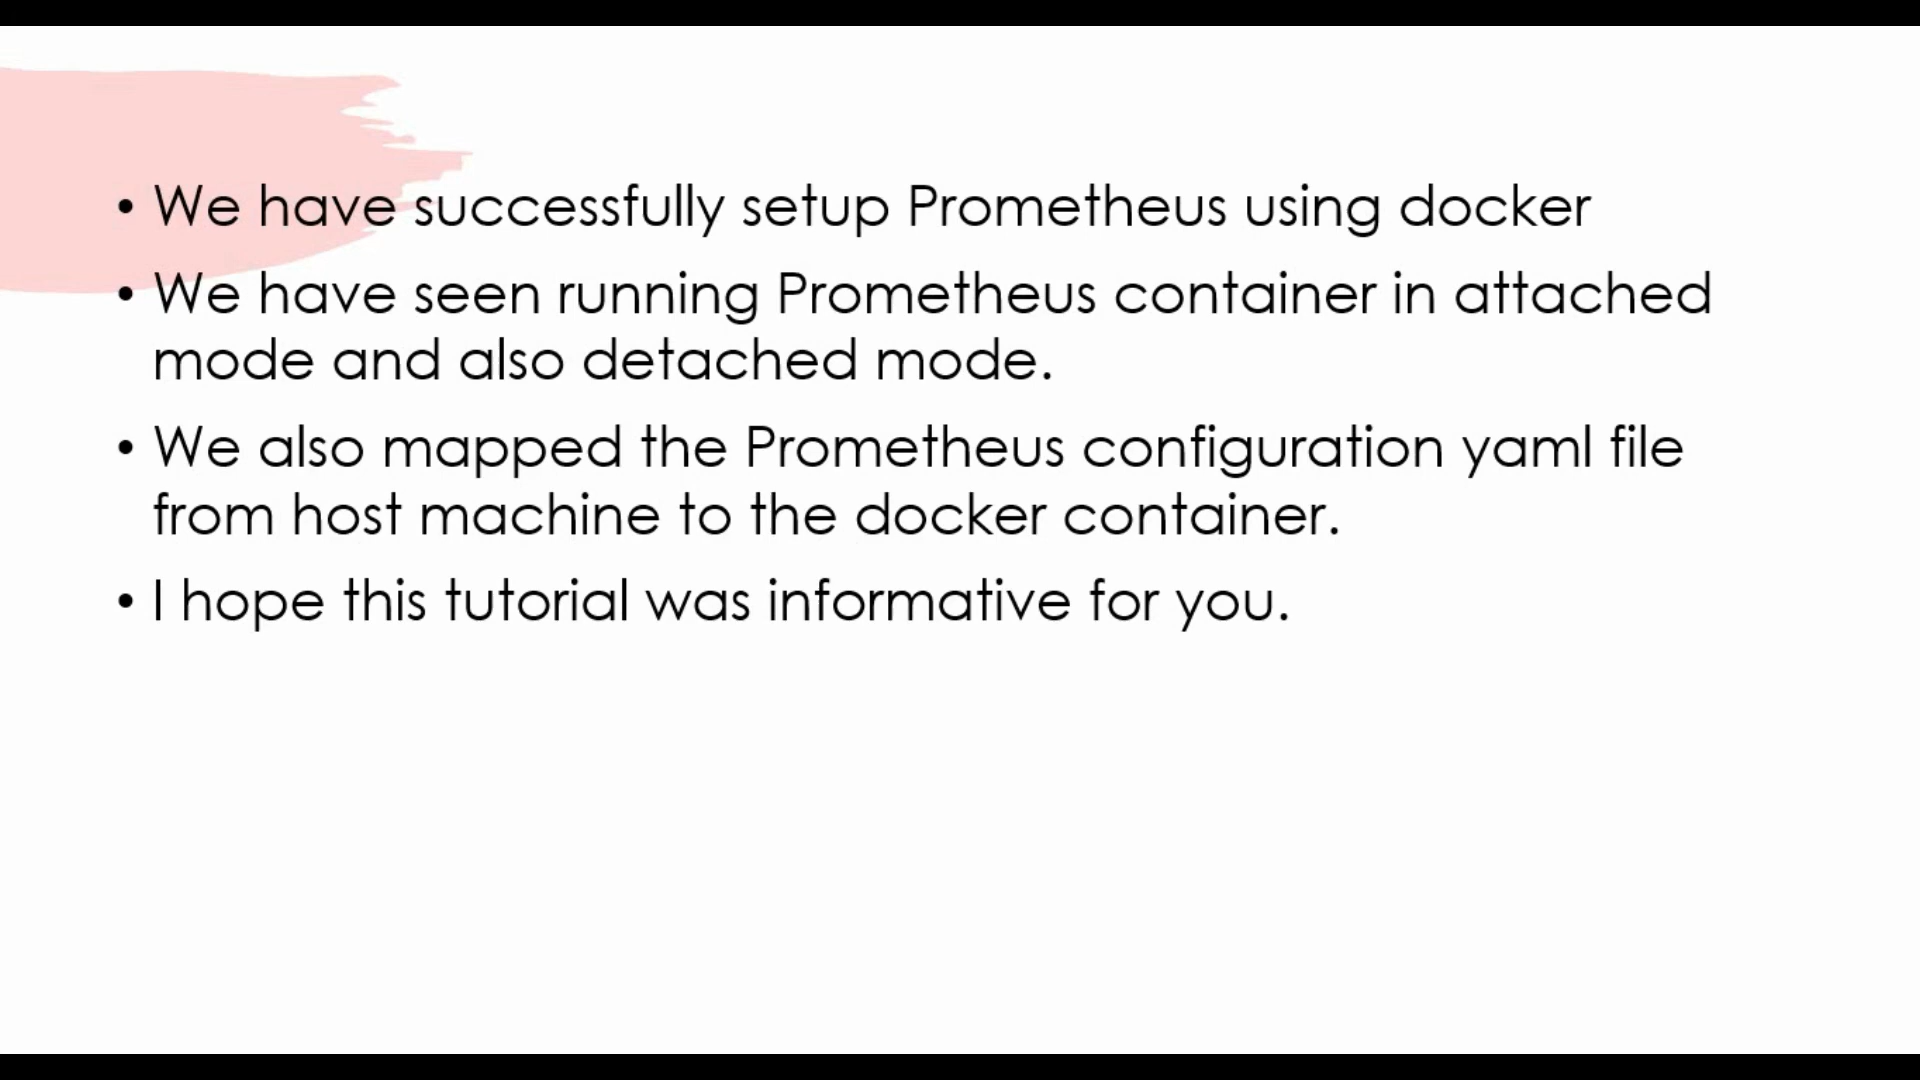 • We have successfully setup Prometheus using docker
• We have seen running Prometheus container in attached
mode and also detached mode.
• We also mapped the Prometheus configuration yaml file
from host machine to the docker container.
• I hope this tutorial was informative for you.